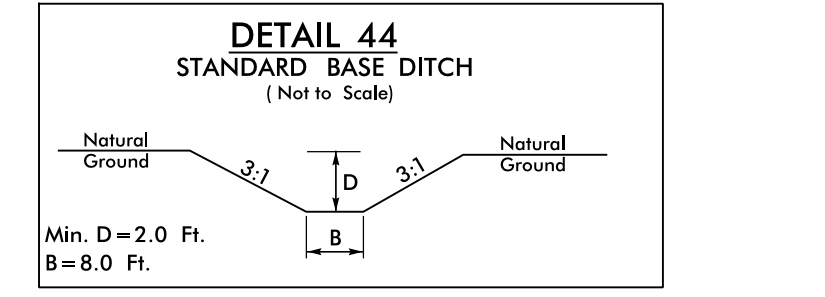 DETAIL 44
STANDARD BASE DITCH
( Not to Scale)
Natural
Ground
3:1
D
3:1
Natural
Ground
B
Min. D=2.0 Ft.
B=8.0 Ft.